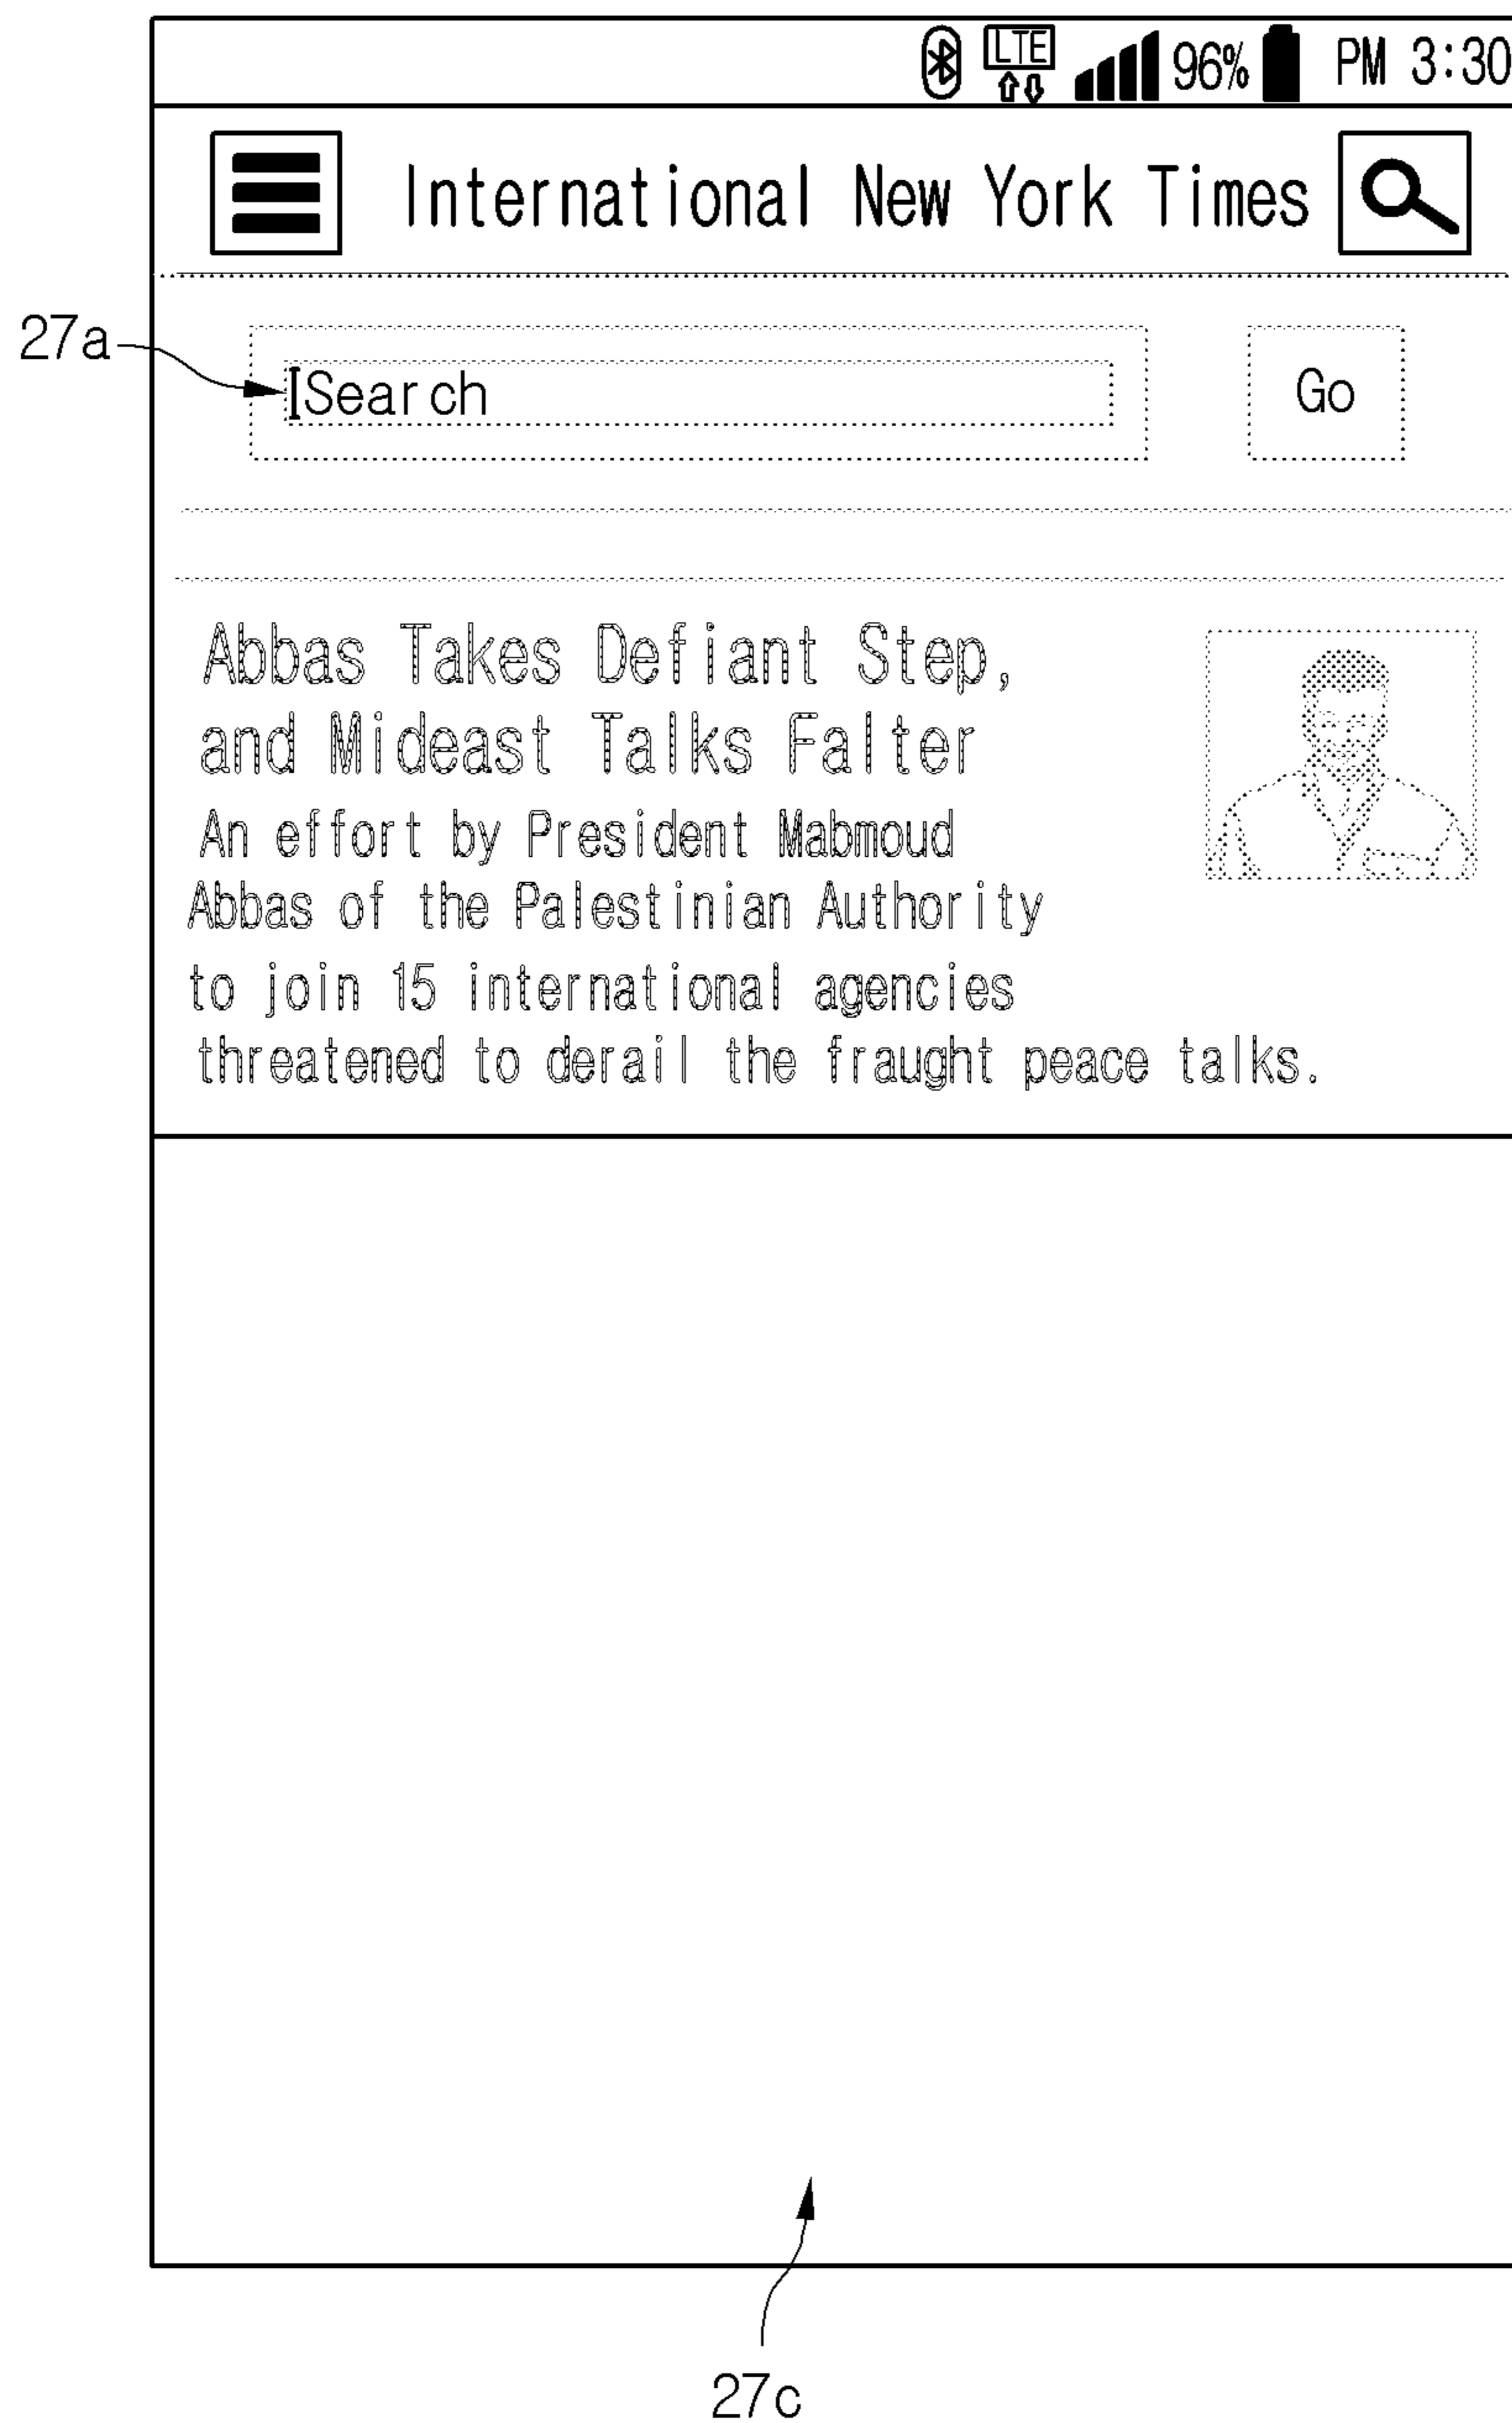 LTE 96% PM 3:30
International New York Times
27a
Search Go
Abbas Takes Defiant Step,
and Mideast Talks Falter
An effort by President Mabmoud
Abbas of the Palestinian Authority
to join 15 international agencies
threatened to derail the fraught peace talks.
27c